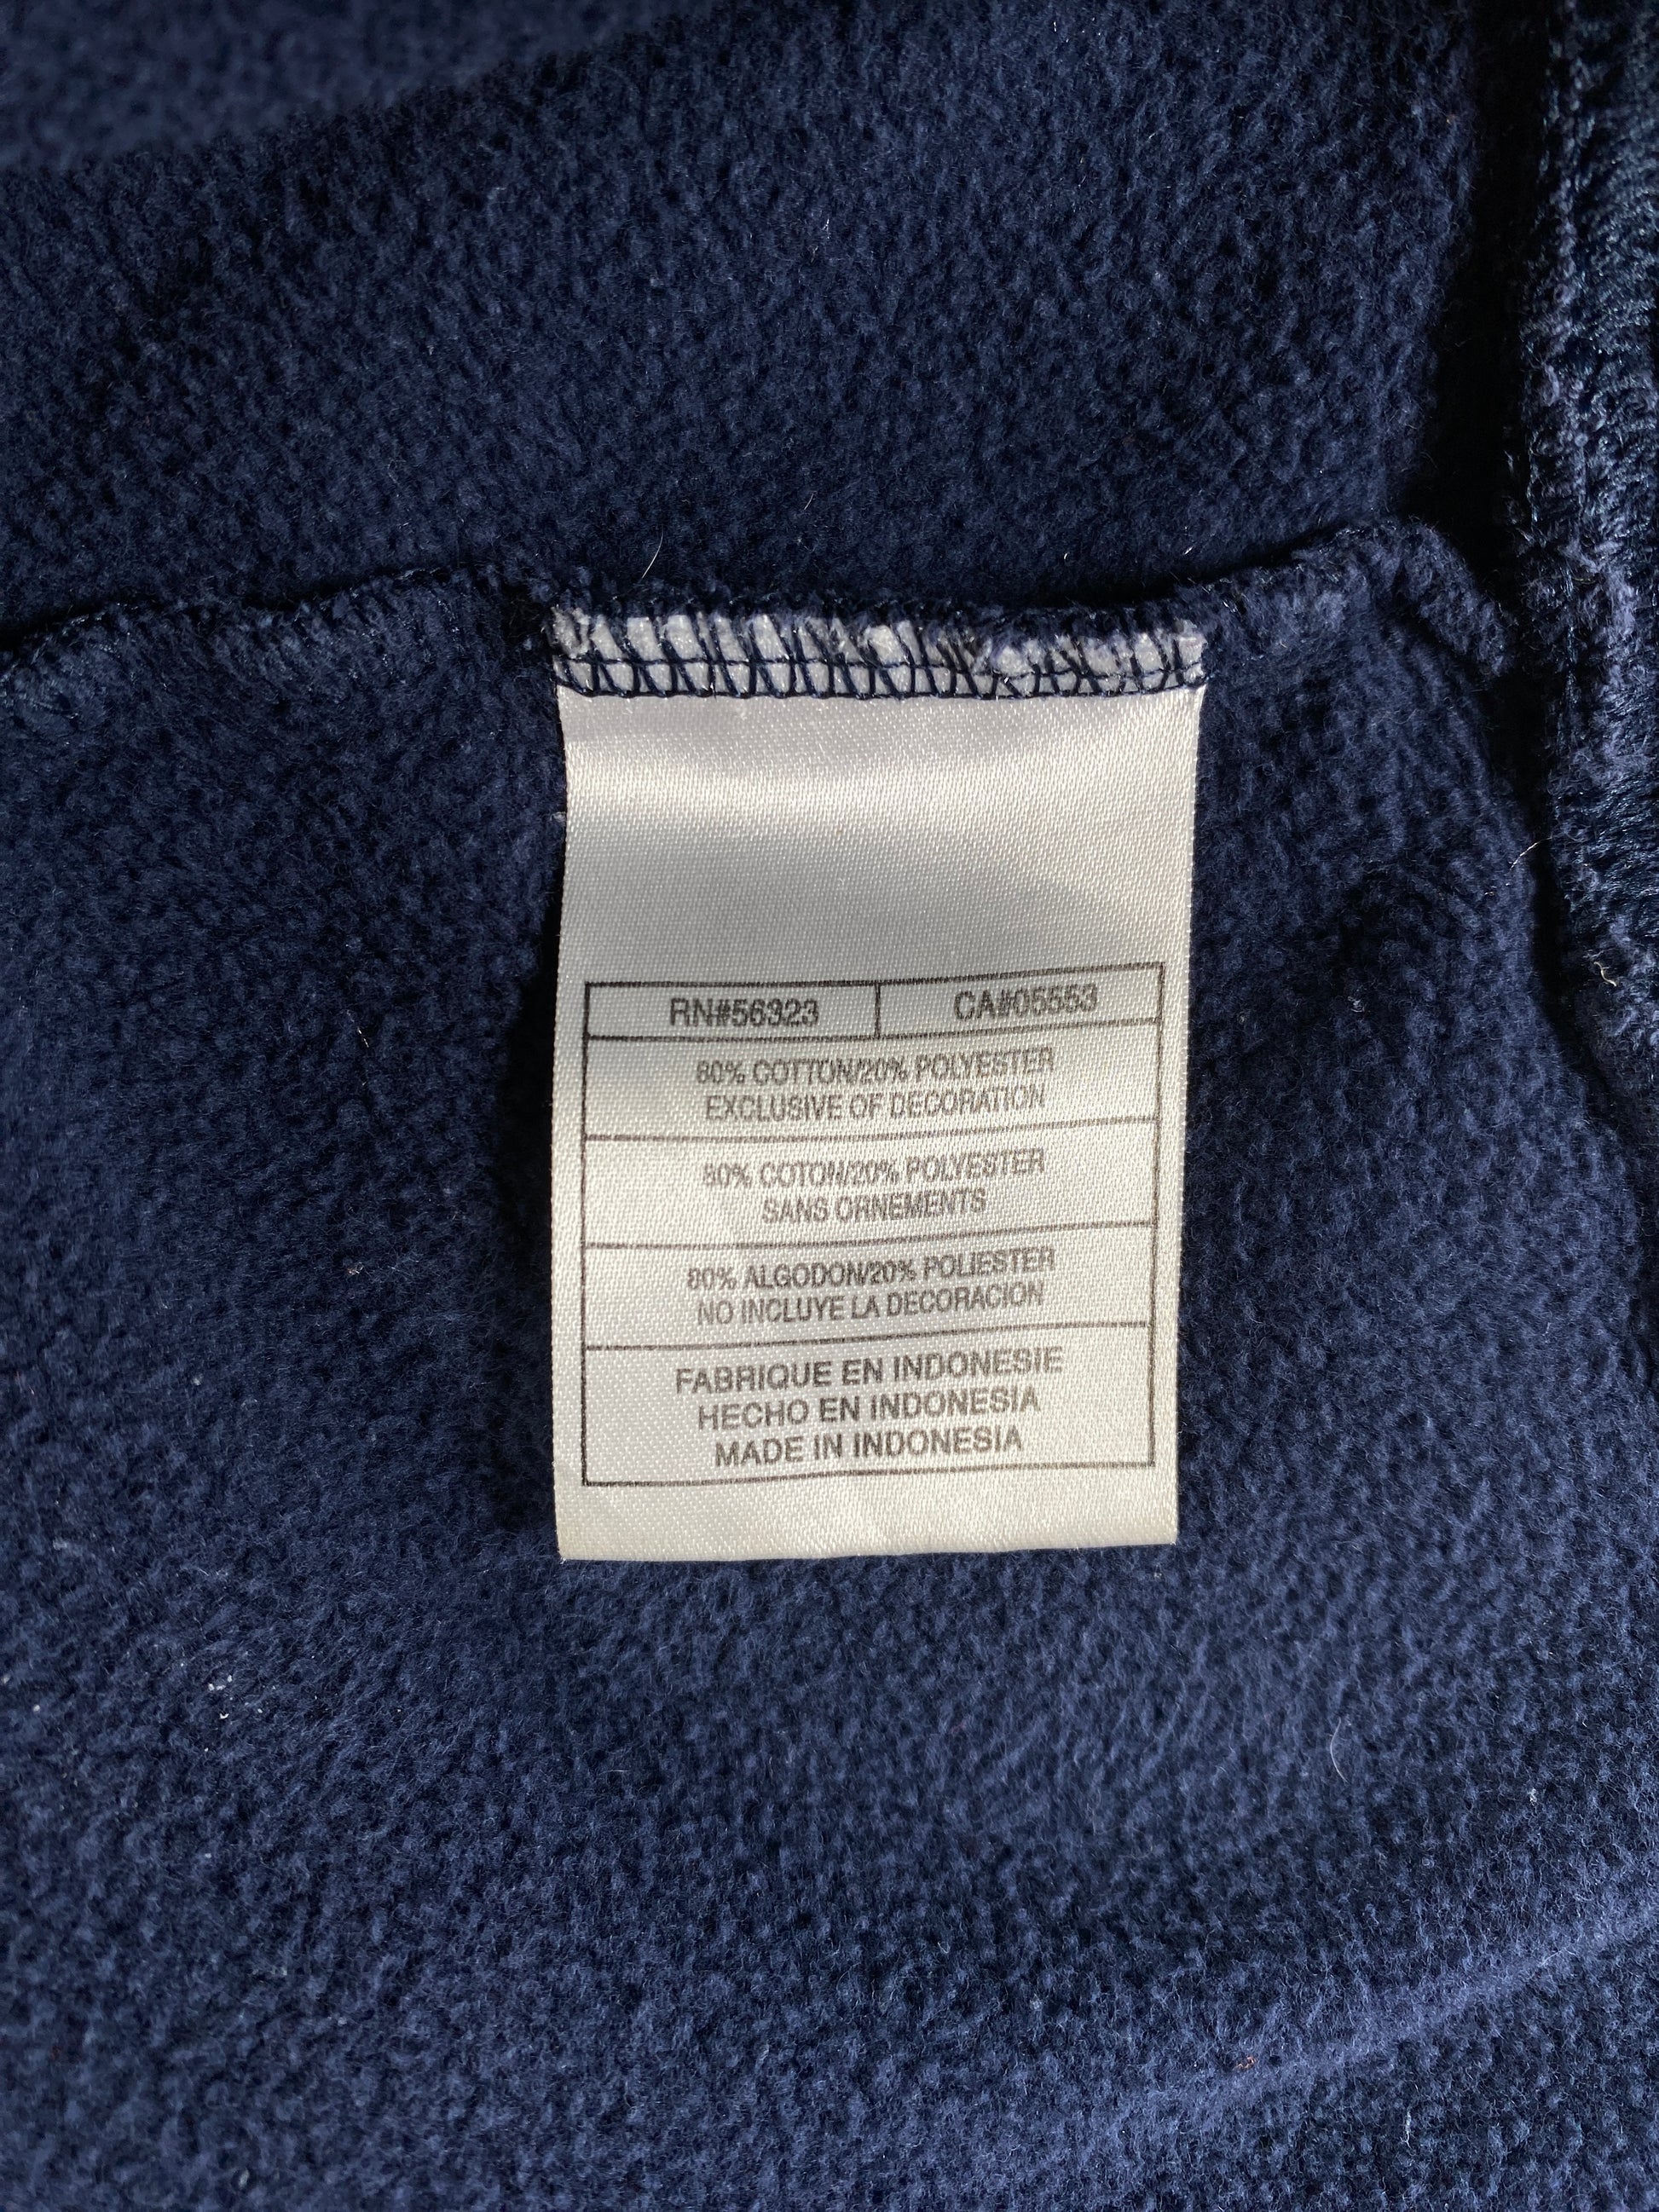 RN#56323 CA#05553
80% COTTON/20% POLYESTER
EXCLUSIVE OF DECORATION
80% COTON/20% POLYESTER
SANS ORNEMENTS
80% ALGODON/20% POLIESTER
NO INCLUYE LA DECORACION
FABRIQUE EN INDONESIE
HECHO EN INDONESIA
MADE IN INDONESIA